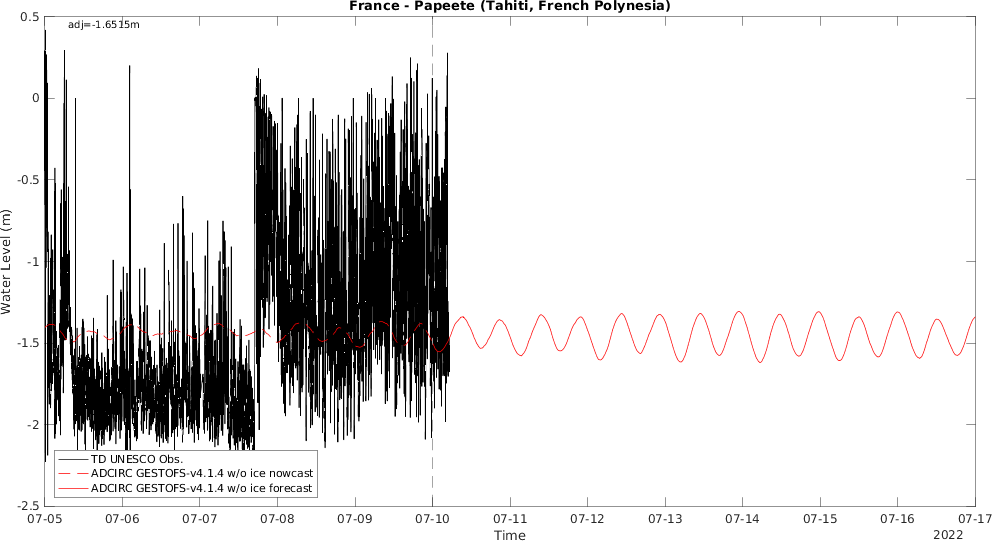 France - Papeete (Tahiti, French Polynesia)
adj=-1.6515m
0.5
0
-0.5
-1
-1.5
-2
-2.5
Water Level (m)
TD UNESCO Obs.
ADCIRC GESTOFS-v4.1.4 w/o ice nowcast
ADCIRC GESTOFS-v4.1.4 w/o ice forecast
07-05 07-06 07-07 07-08 07-09 07-10 07-11 07-12 07-13 07-14 07-15 07-16 07-17
Time
2022